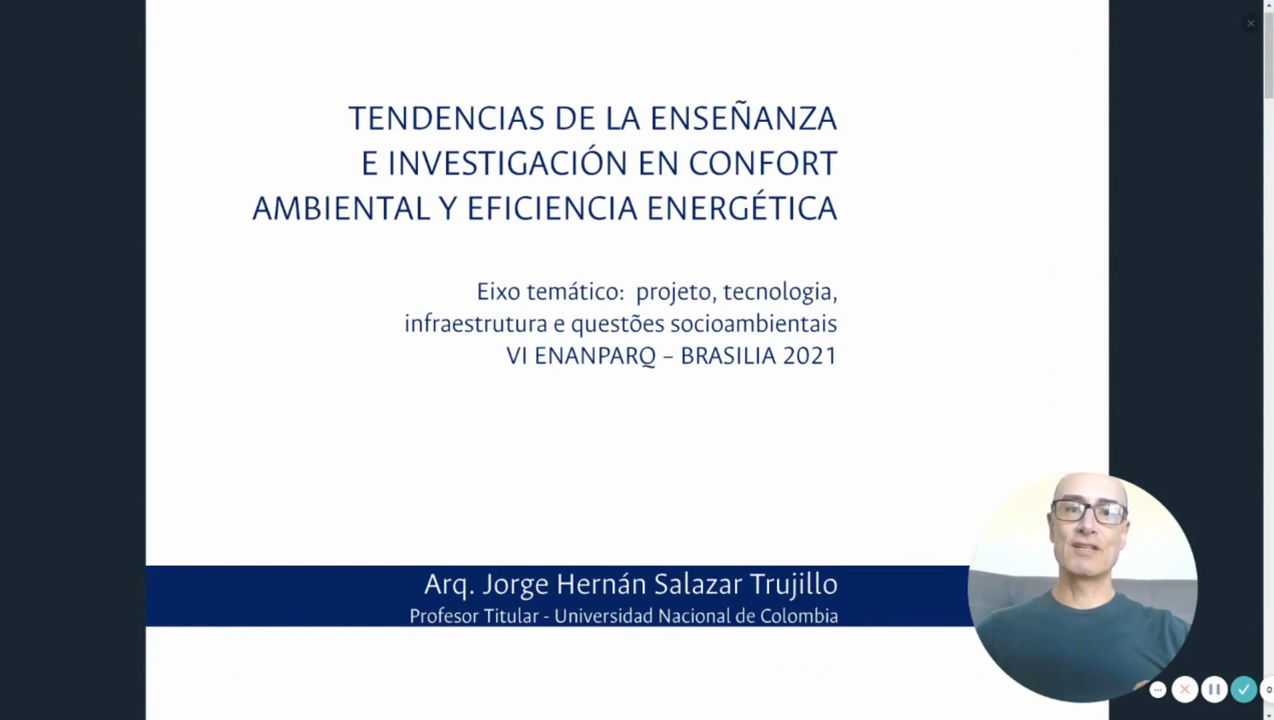 TENDENCIAS DE LA ENSEÑANZA
E INVESTIGACIÓN EN CONFORT
AMBIENTAL Y EFICIENCIA ENERGÉTICA
Eixo temático: projeto, tecnologia,
infraestrutura e questões socioambientais
VI ENANPARQ – BRASILIA 2021
Arq. Jorge Hernán Salazar Trujillo
Profesor Titular - Universidad Nacional de Colombia